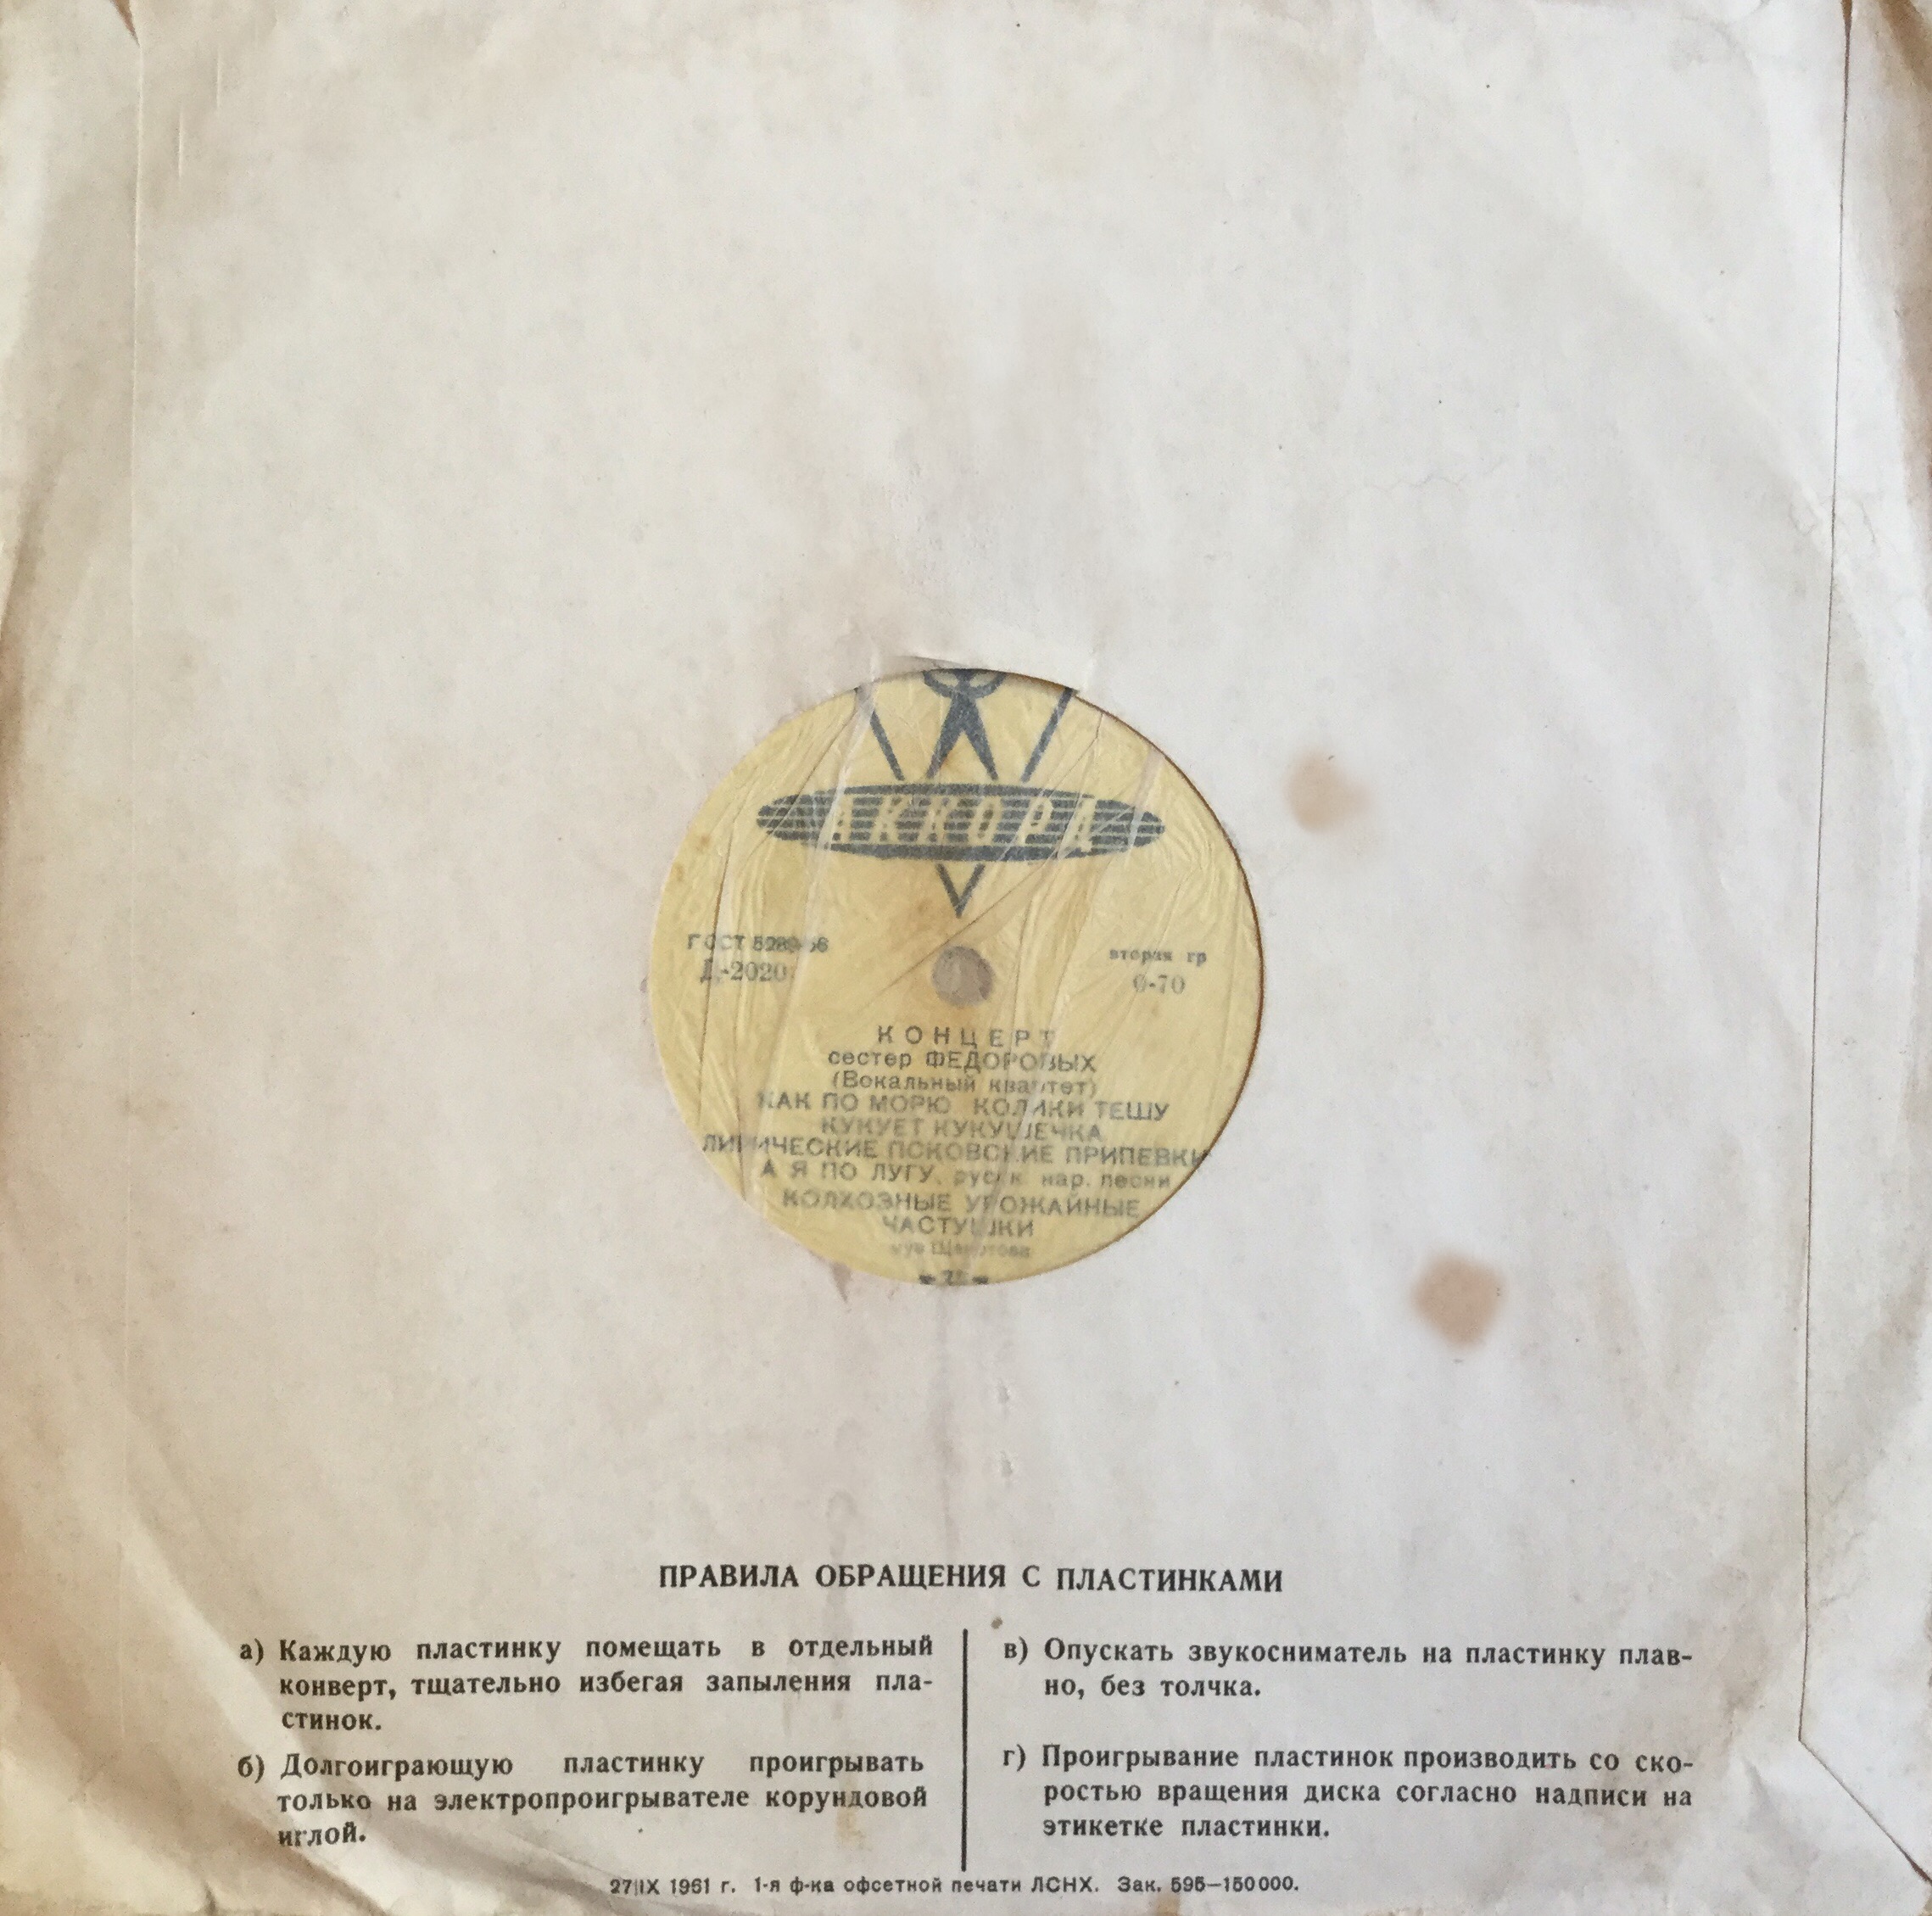 АККОРД
ГОСТ 5289-56
Д-2020
вторая гр
0-70
КОНЦЕРТ
сестер ФЕДОРОВЫХ
(Вокальный квартет)
КАК ПО МОРЮ КОЛИКИ ТЕШУ
КУКУЕТ КУКУШЕЧКА
ЛИРИЧЕСКИЕ ПСКОВСКИЕ ПРИПЕВКИ
А Я ПО ЛУГУ, русск. нар. песни
КОЛХОЗНЫЕ УРОЖАЙНЫЕ
ЧАСТУШКИ
ПРАВИЛА ОБРАЩЕНИЯ С ПЛАСТИНКАМИ
а) Каждую пластинку помещать в отдельный
конверт, тщательно избегая запыления пла-
стинок.
б) Долгоиграющую пластинку проигрывать
только на электропроигрывателе корундовой
иглой.
в) Опускать звукосниматель на пластинку плав-
но, без толчка.
г) Проигрывание пластинок производить со ско-
ростью вращения диска согласно надписи на
этикетке пластинки.
27/IX 1961 г. 1-я ф-ка офсетной печати ЛСНХ. Зак. 595—150000.